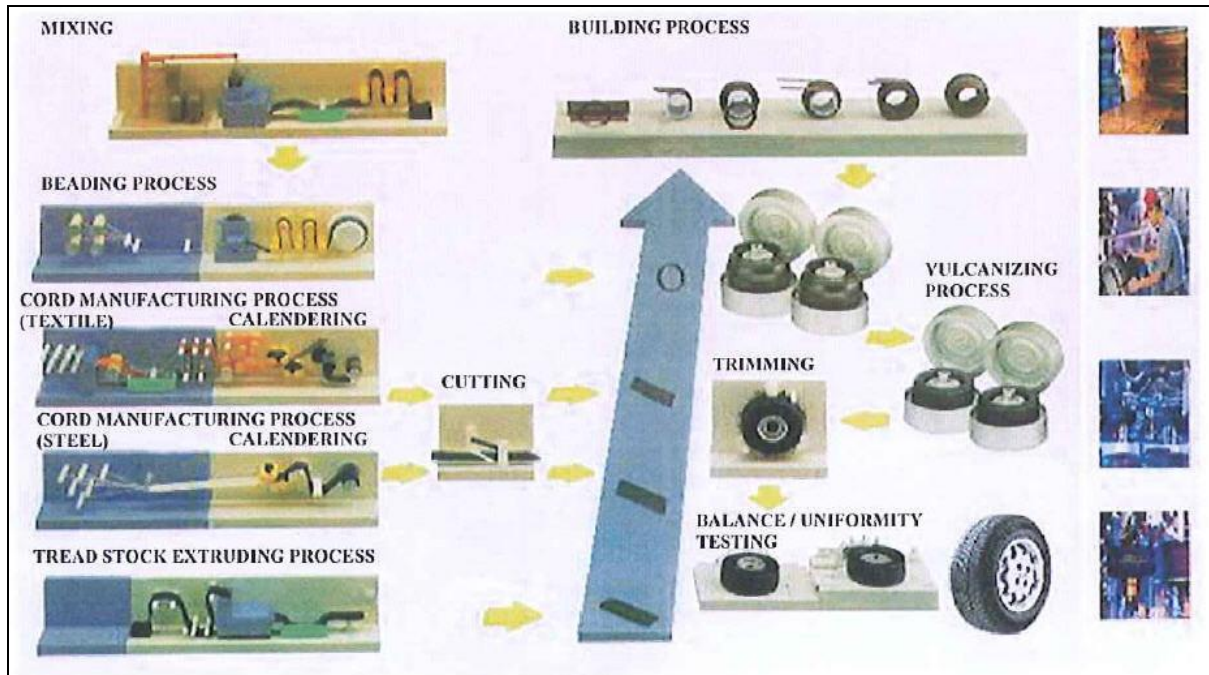 MIXING
BUILDING PROCESS
BEADING PROCESS
CORD MANUFACTURING PROCESS
(TEXTILE) CALENDERING
CUTTING
CORD MANUFACTURING PROCESS
(STEEL) CALENDERING
TREAD STOCK EXTRUDING PROCESS
VULCANIZING
PROCESS
TRIMMING
BALANCE / UNIFORMITY
TESTING